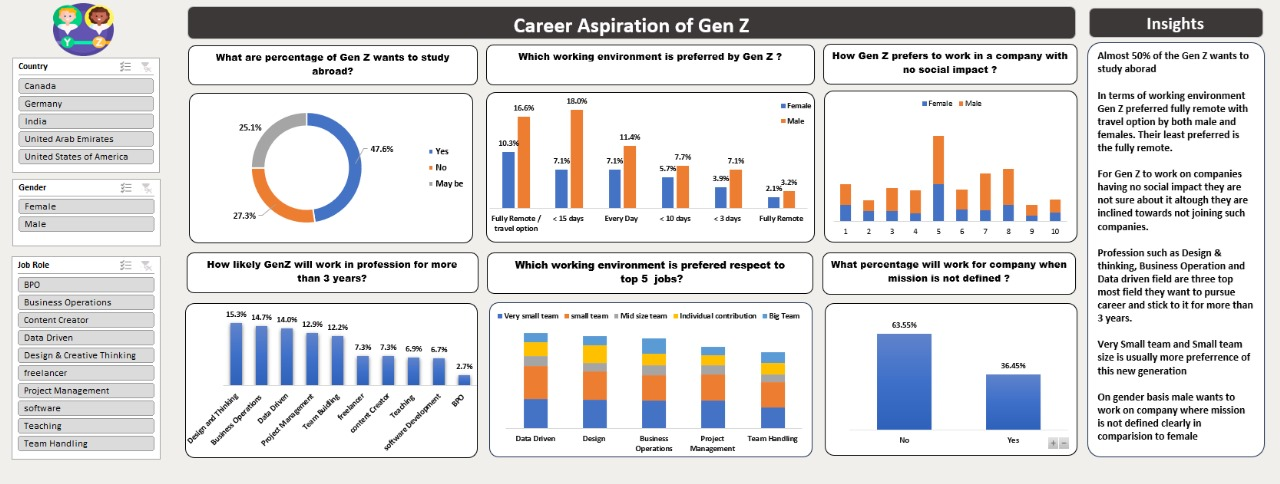 Career Aspiration of Gen Z
Insights
Y
Z
Country
Canada
Germany
India
United Arab Emirates
United States of America
Gender
Female
Male
Job Role
BPO
Business Operations
Content Creator
Data Driven
Design & Creative Thinking
freelancer
Project Management
software
Teaching
Team Handling
What are percentage of Gen Z wants to study
abroad?
25.1%
47.6%
27.3%
Yes
No
May be
Which working environment is preferred by Gen Z ?
Female
Male
10.3%
16.6%
7.1%
18.0%
7.1%
11.4%
5.7%
7.7%
3.9%
7.1%
2.1%
3.2%
Fully Remote /
travel option
< 15 days
Every Day
< 10 days
< 3 days
Fully Remote
How Gen Z prefers to work in a company with
no social impact ?
Female Male
1 2 3 4 5 6 7 8 9 10
How likely GenZ will work in profession for more
than 3 years?
15.3% 14.7% 14.0% 12.9% 12.2% 7.3% 7.3% 6.9% 6.7% 2.7%
Design and Thinking
Business Operations
Data Driven
Project Management
Team Building
freelancer
content Creator
Teaching
software Development
BPO
Which working environment is prefered respect to
top 5 jobs?
Very small team small team Mid size team Individual contribution Big Team
Data Driven
Design
Business
Operations
Project
Management
Team Handling
What percentage will work for company when
mission is not defined ?
63.55%
36.45%
No
Yes
+ −
Almost 50% of the Gen Z wants to
study aborad
In terms of working environment
Gen Z preferred fully remote with
travel option by both male and
females. Their least preferred is
the fully remote.
For Gen Z to work on companies
having no social impact they are
not sure about it altough they are
inclined towards not joining such
companies.
Profession such as Design &
thinking, Business Operation and
Data driven field are three top
most field they want to pursue
career and stick to it for more than
3 years.
Very Small team and Small team
size is usually more preferrence of
this new generation
On gender basis male wants to
work on company where mission
is not defined clearly in
comparision to female